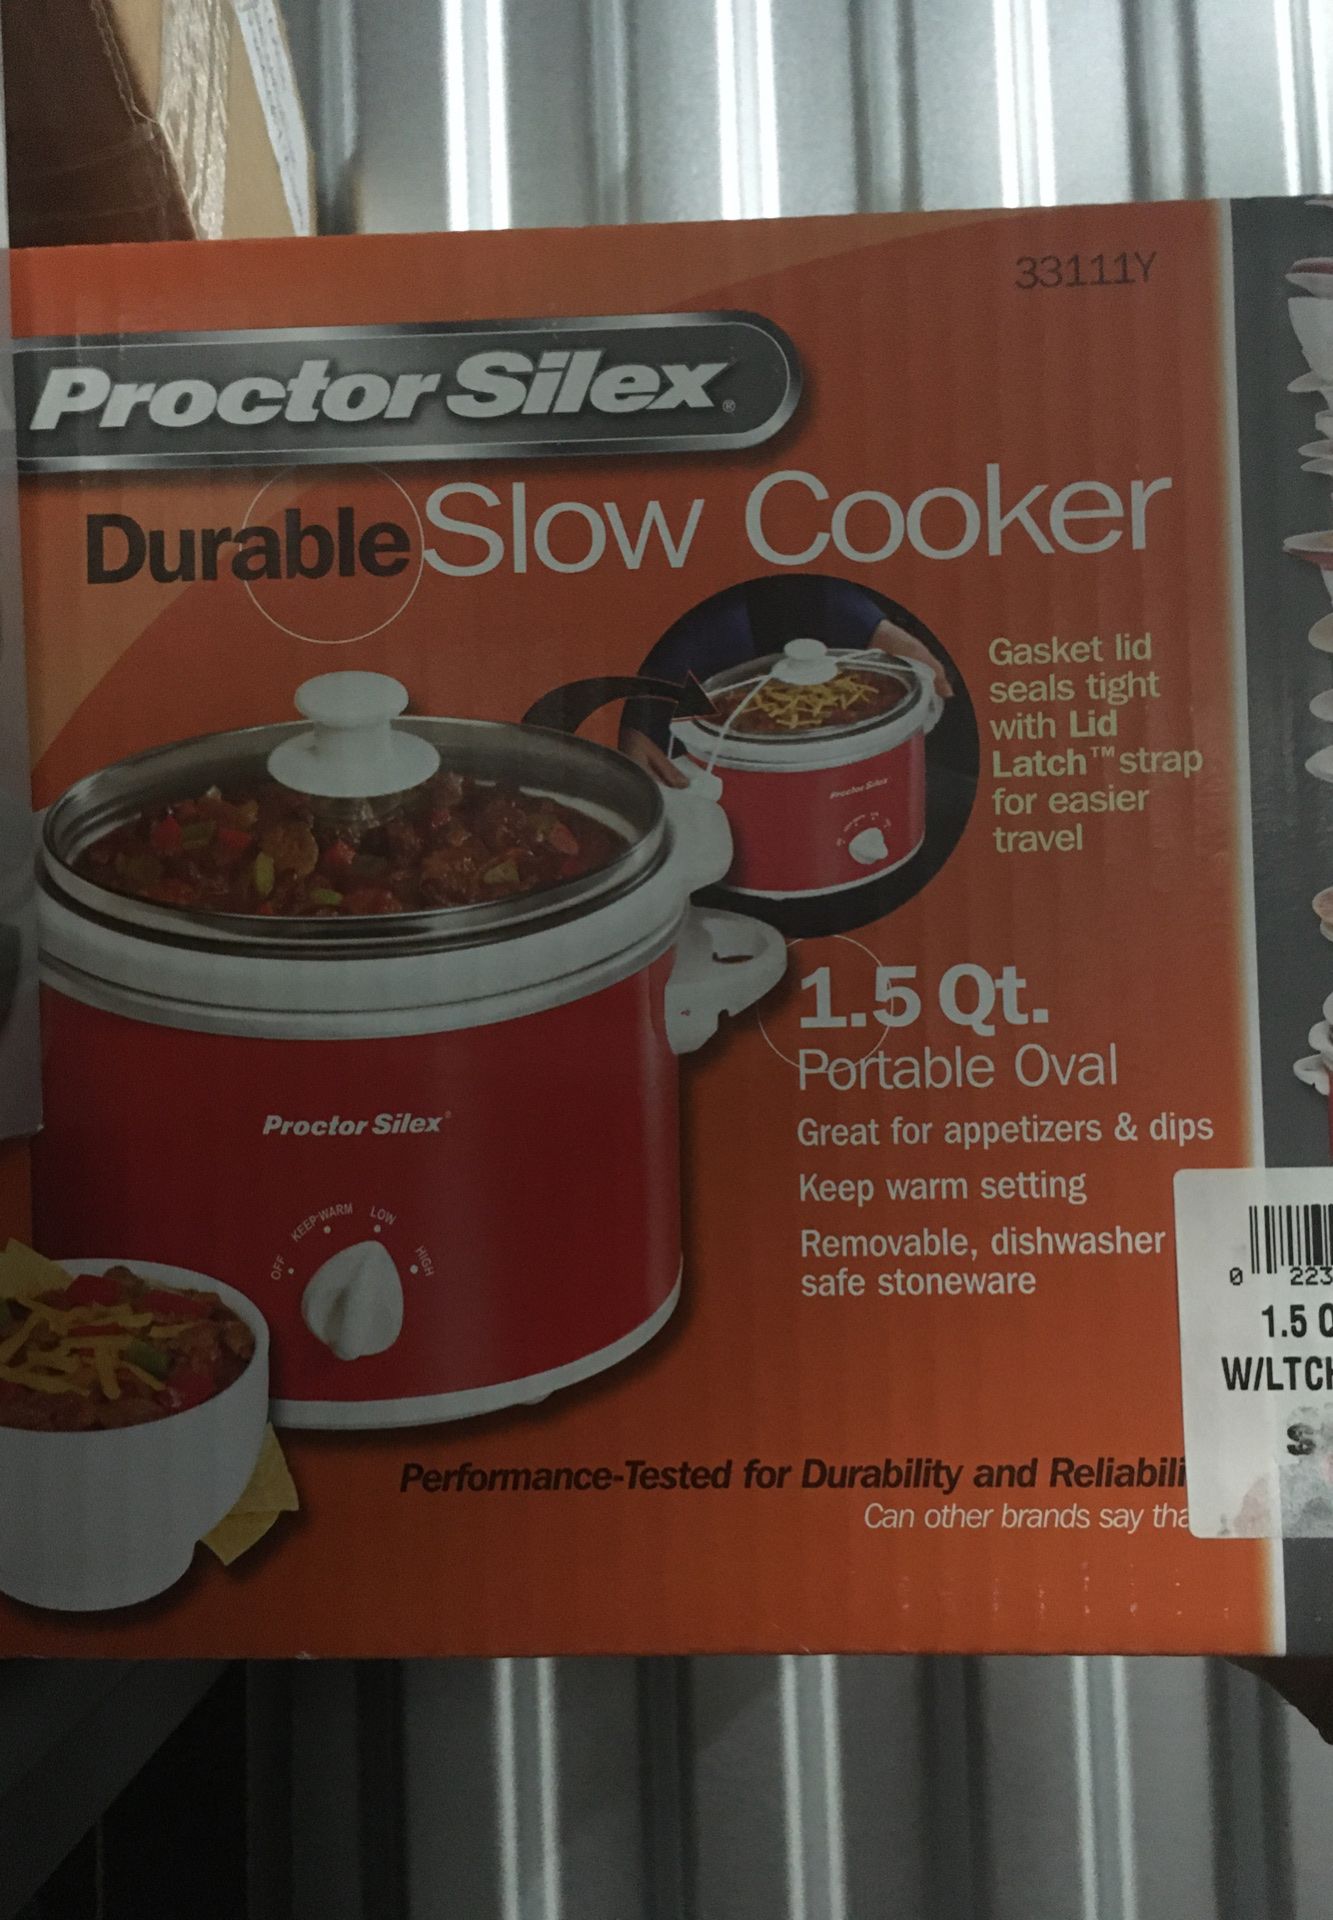 33111Y
Proctor Silex®
Durable Slow Cooker
Gasket lid
seals tight
with Lid
Latch™ strap
for easier
travel
Proctor Silex
1.5 Qt.
Portable Oval
Great for appetizers & dips
Keep warm setting
Removable, dishwasher
safe stoneware
Proctor Silex®
OFF KEEP WARM LOW HIGH
0 223
1.5
W/LTCH
Performance-Tested for Durability and
Can other brands say